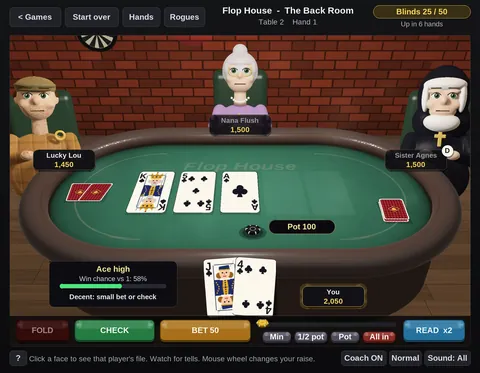 < Games
Start over
Hands
Rogues
Flop House - The Back Room
Table 2 Hand 1
Blinds 25 / 50
Up in 6 hands
Nana Flush
1,500
Lucky Lou
1,450
Sister Agnes
1,500
D
Flop House
K
K
5
5
A
A
Pot 100
Ace high
Win chance vs 1: 58%
Decent: small bet or check
J
4
You
2,050
FOLD
CHECK
BET 50
Min
1/2 pot
Pot
All in
READ x2
?
Click a face to see that player's file. Watch for tells. Mouse wheel changes your raise.
Coach ON
Normal
Sound: All